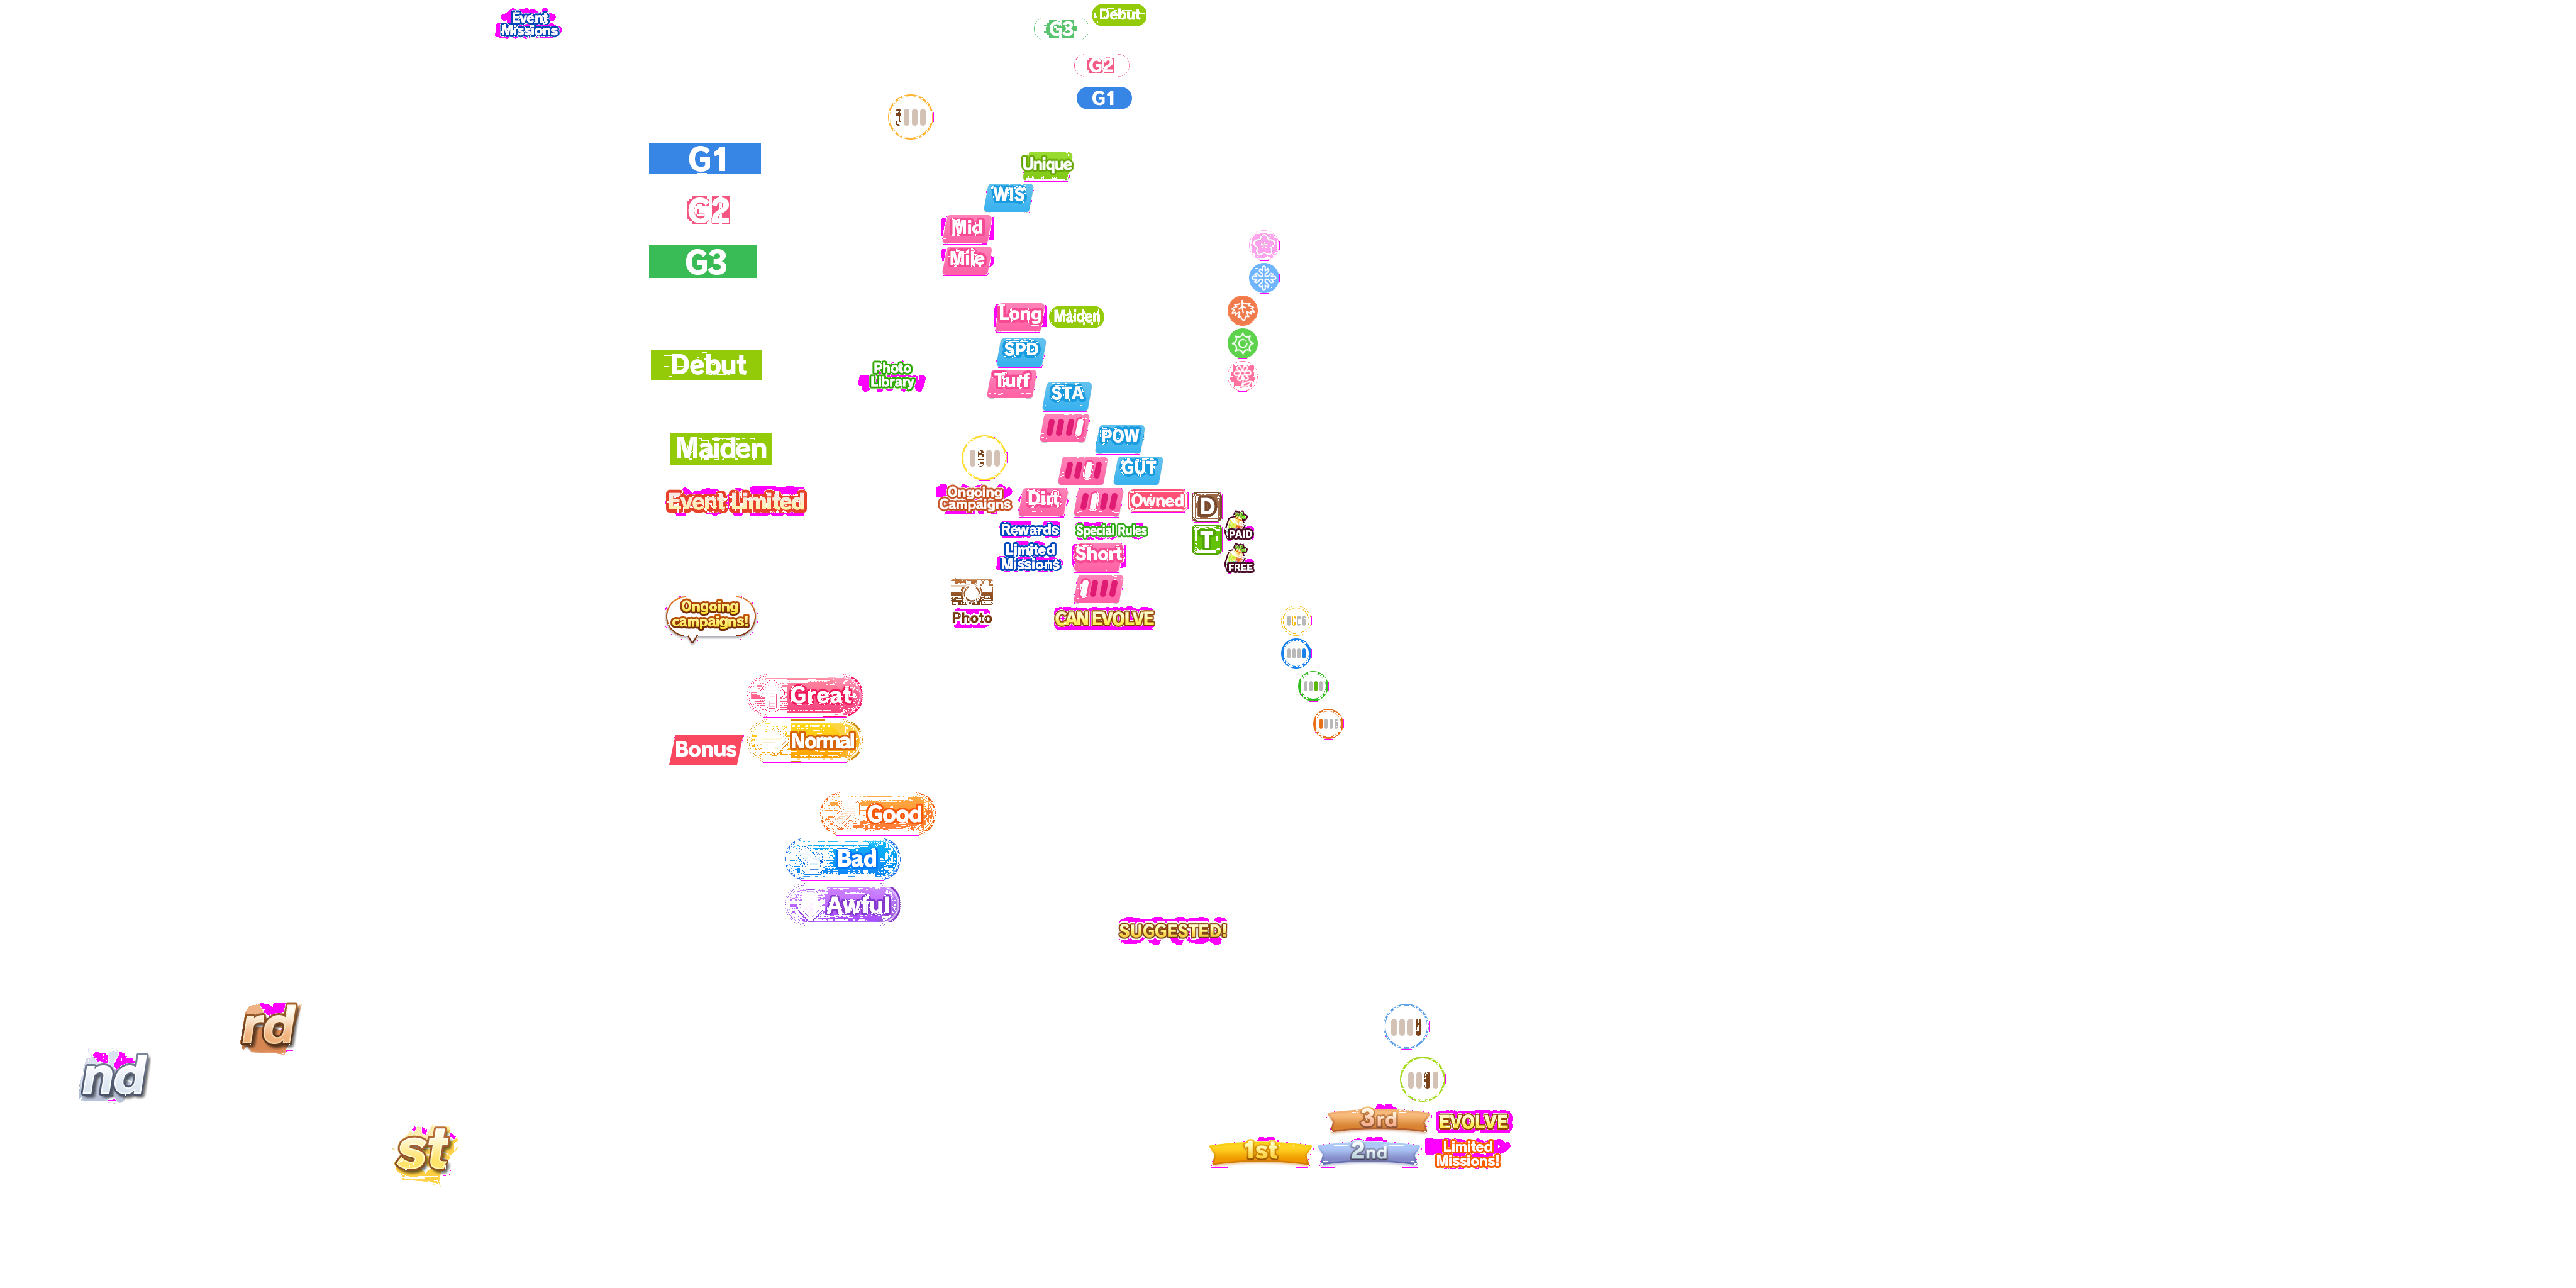 Event
Missions
Debut
G3
G2
G1
G1
Unique
WIS
G2
Mid
G3
Mile
Long
Maiden
SPD
Debut
Photo
Library
Turf
STA
POW
Maiden
GUT
Event Limited
Ongoing
Campaigns
Dirt
Owned
D
Rewards
Special Rules
PAID
T
Limited
Missions
Short
FREE
Ongoing
campaigns!
Photo
CAN EVOLVE
Great
Normal
Bonus
Good
Bad
Awful
SUGGESTED!
rd
nd
st
3rd
EVOLVE
1st
2nd
Limited
Missions!